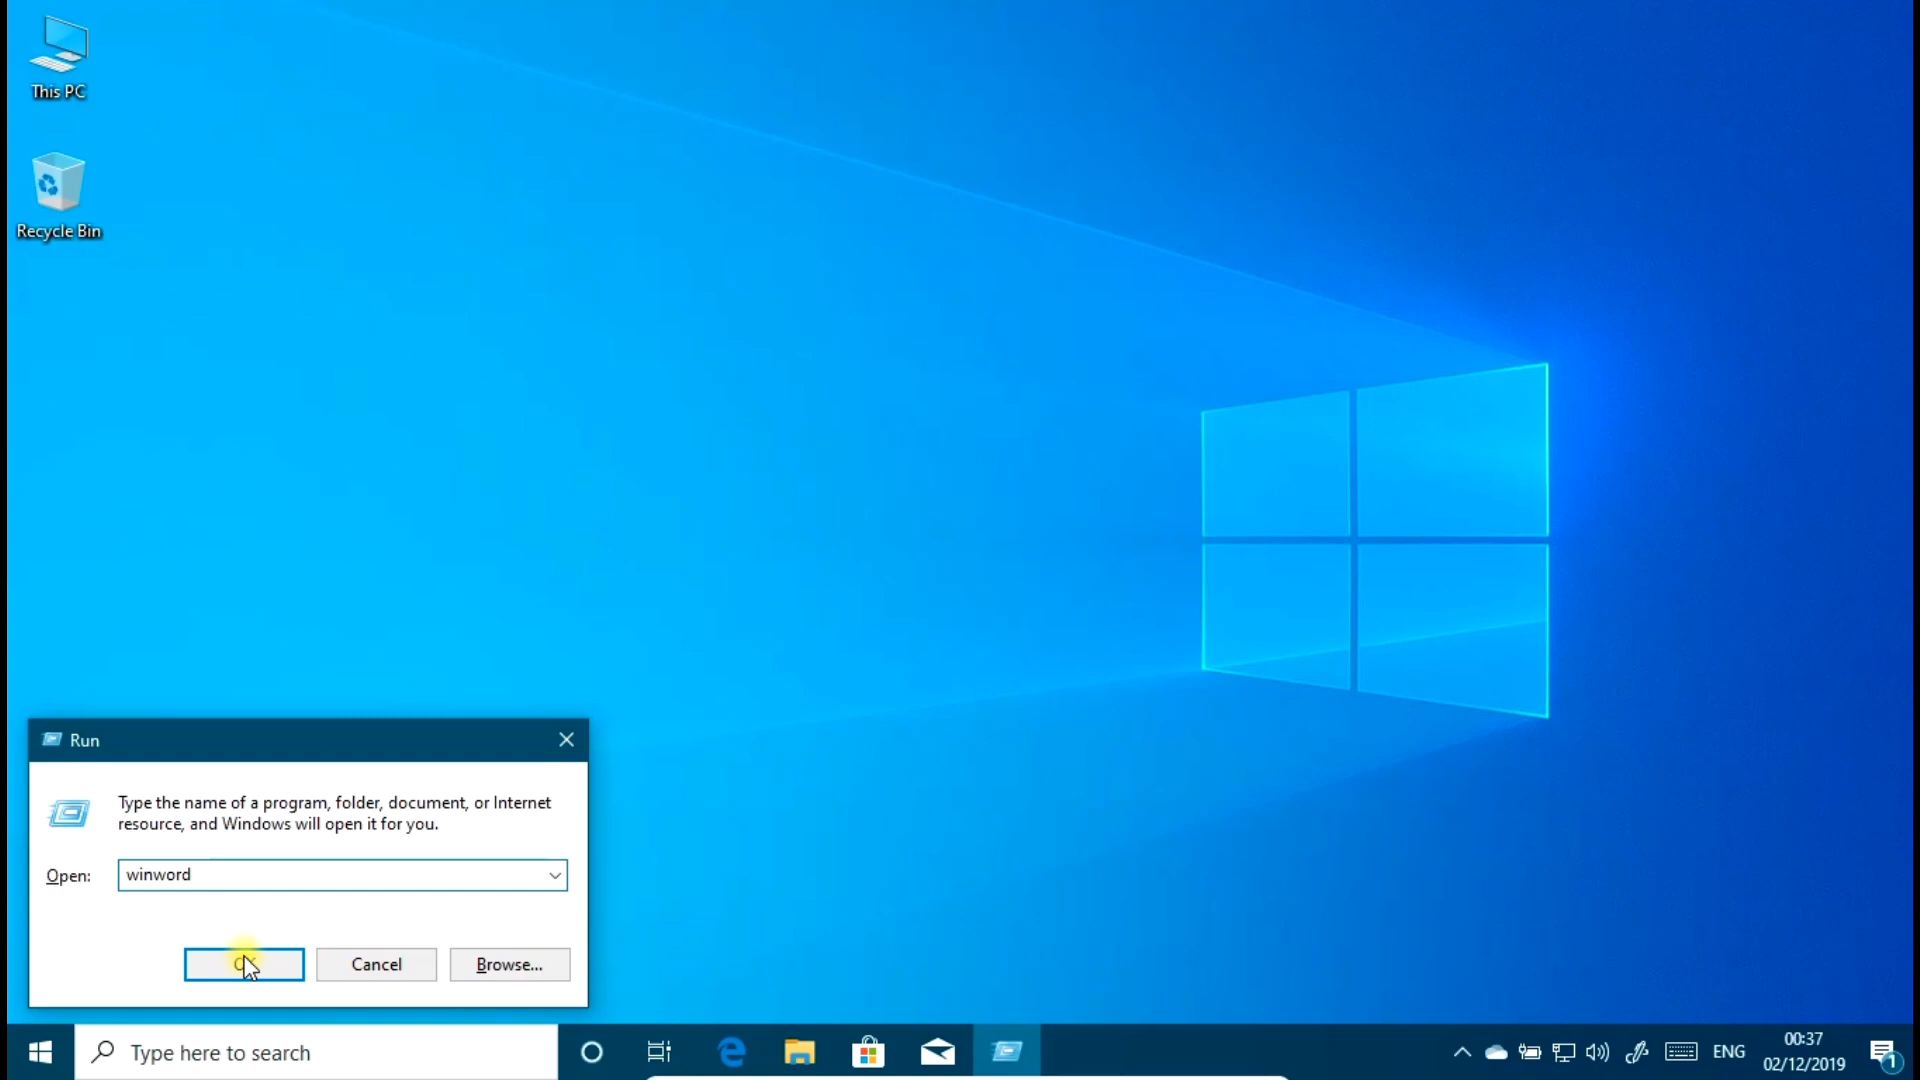 This PC
Recycle Bin
Run
Type the name of a program, folder, document, or Internet
resource, and Windows will open it for you.
Open:
winword
Cancel
Browse...
Type here to search
ENG
00:37
02/12/2019
1